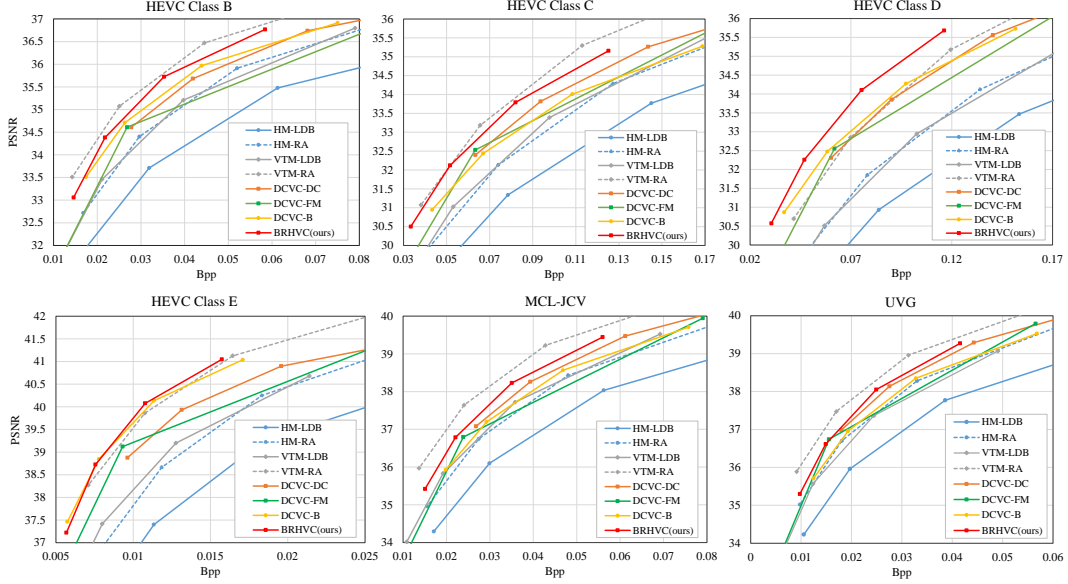 HEVC Class B
37
36.5
36
35.5
35
34.5
34
33.5
33
32.5
32
PSNR
0.01 0.02 0.03 0.04 0.05 0.06 0.07 0.08
Bpp
HM-LDB
HM-RA
VTM-LDB
VTM-RA
DCVC-DC
DCVC-FM
DCVC-B
BRHVC(ours)
HEVC Class C
36
35.5
35
34.5
34
33.5
33
32.5
32
31.5
31
30.5
30
0.03 0.05 0.07 0.09 0.11 0.13 0.15 0.17
Bpp
HM-LDB
HM-RA
VTM-LDB
VTM-RA
DCVC-DC
DCVC-FM
DCVC-B
BRHVC(ours)
HEVC Class D
36
35
34
33
32
31
30
0.02 0.07 0.12 0.17
Bpp
HM-LDB
HM-RA
VTM-LDB
VTM-RA
DCVC-DC
DCVC-FM
DCVC-B
BRHVC(ours)
HEVC Class E
42
41.5
41
40.5
40
39.5
39
38.5
38
37.5
37
PSNR
0.005 0.01 0.015 0.02 0.025
Bpp
HM-LDB
HM-RA
VTM-LDB
VTM-RA
DCVC-DC
DCVC-FM
DCVC-B
BRHVC(ours)
MCL-JCV
40
39
38
37
36
35
34
0.01 0.02 0.03 0.04 0.05 0.06 0.07 0.08
Bpp
HM-LDB
HM-RA
VTM-LDB
VTM-RA
DCVC-DC
DCVC-FM
DCVC-B
BRHVC(ours)
UVG
40
39
38
37
36
35
34
0 0.01 0.02 0.03 0.04 0.05 0.06
Bpp
HM-LDB
HM-RA
VTM-LDB
VTM-RA
DCVC-DC
DCVC-FM
DCVC-B
BRHVC(ours)